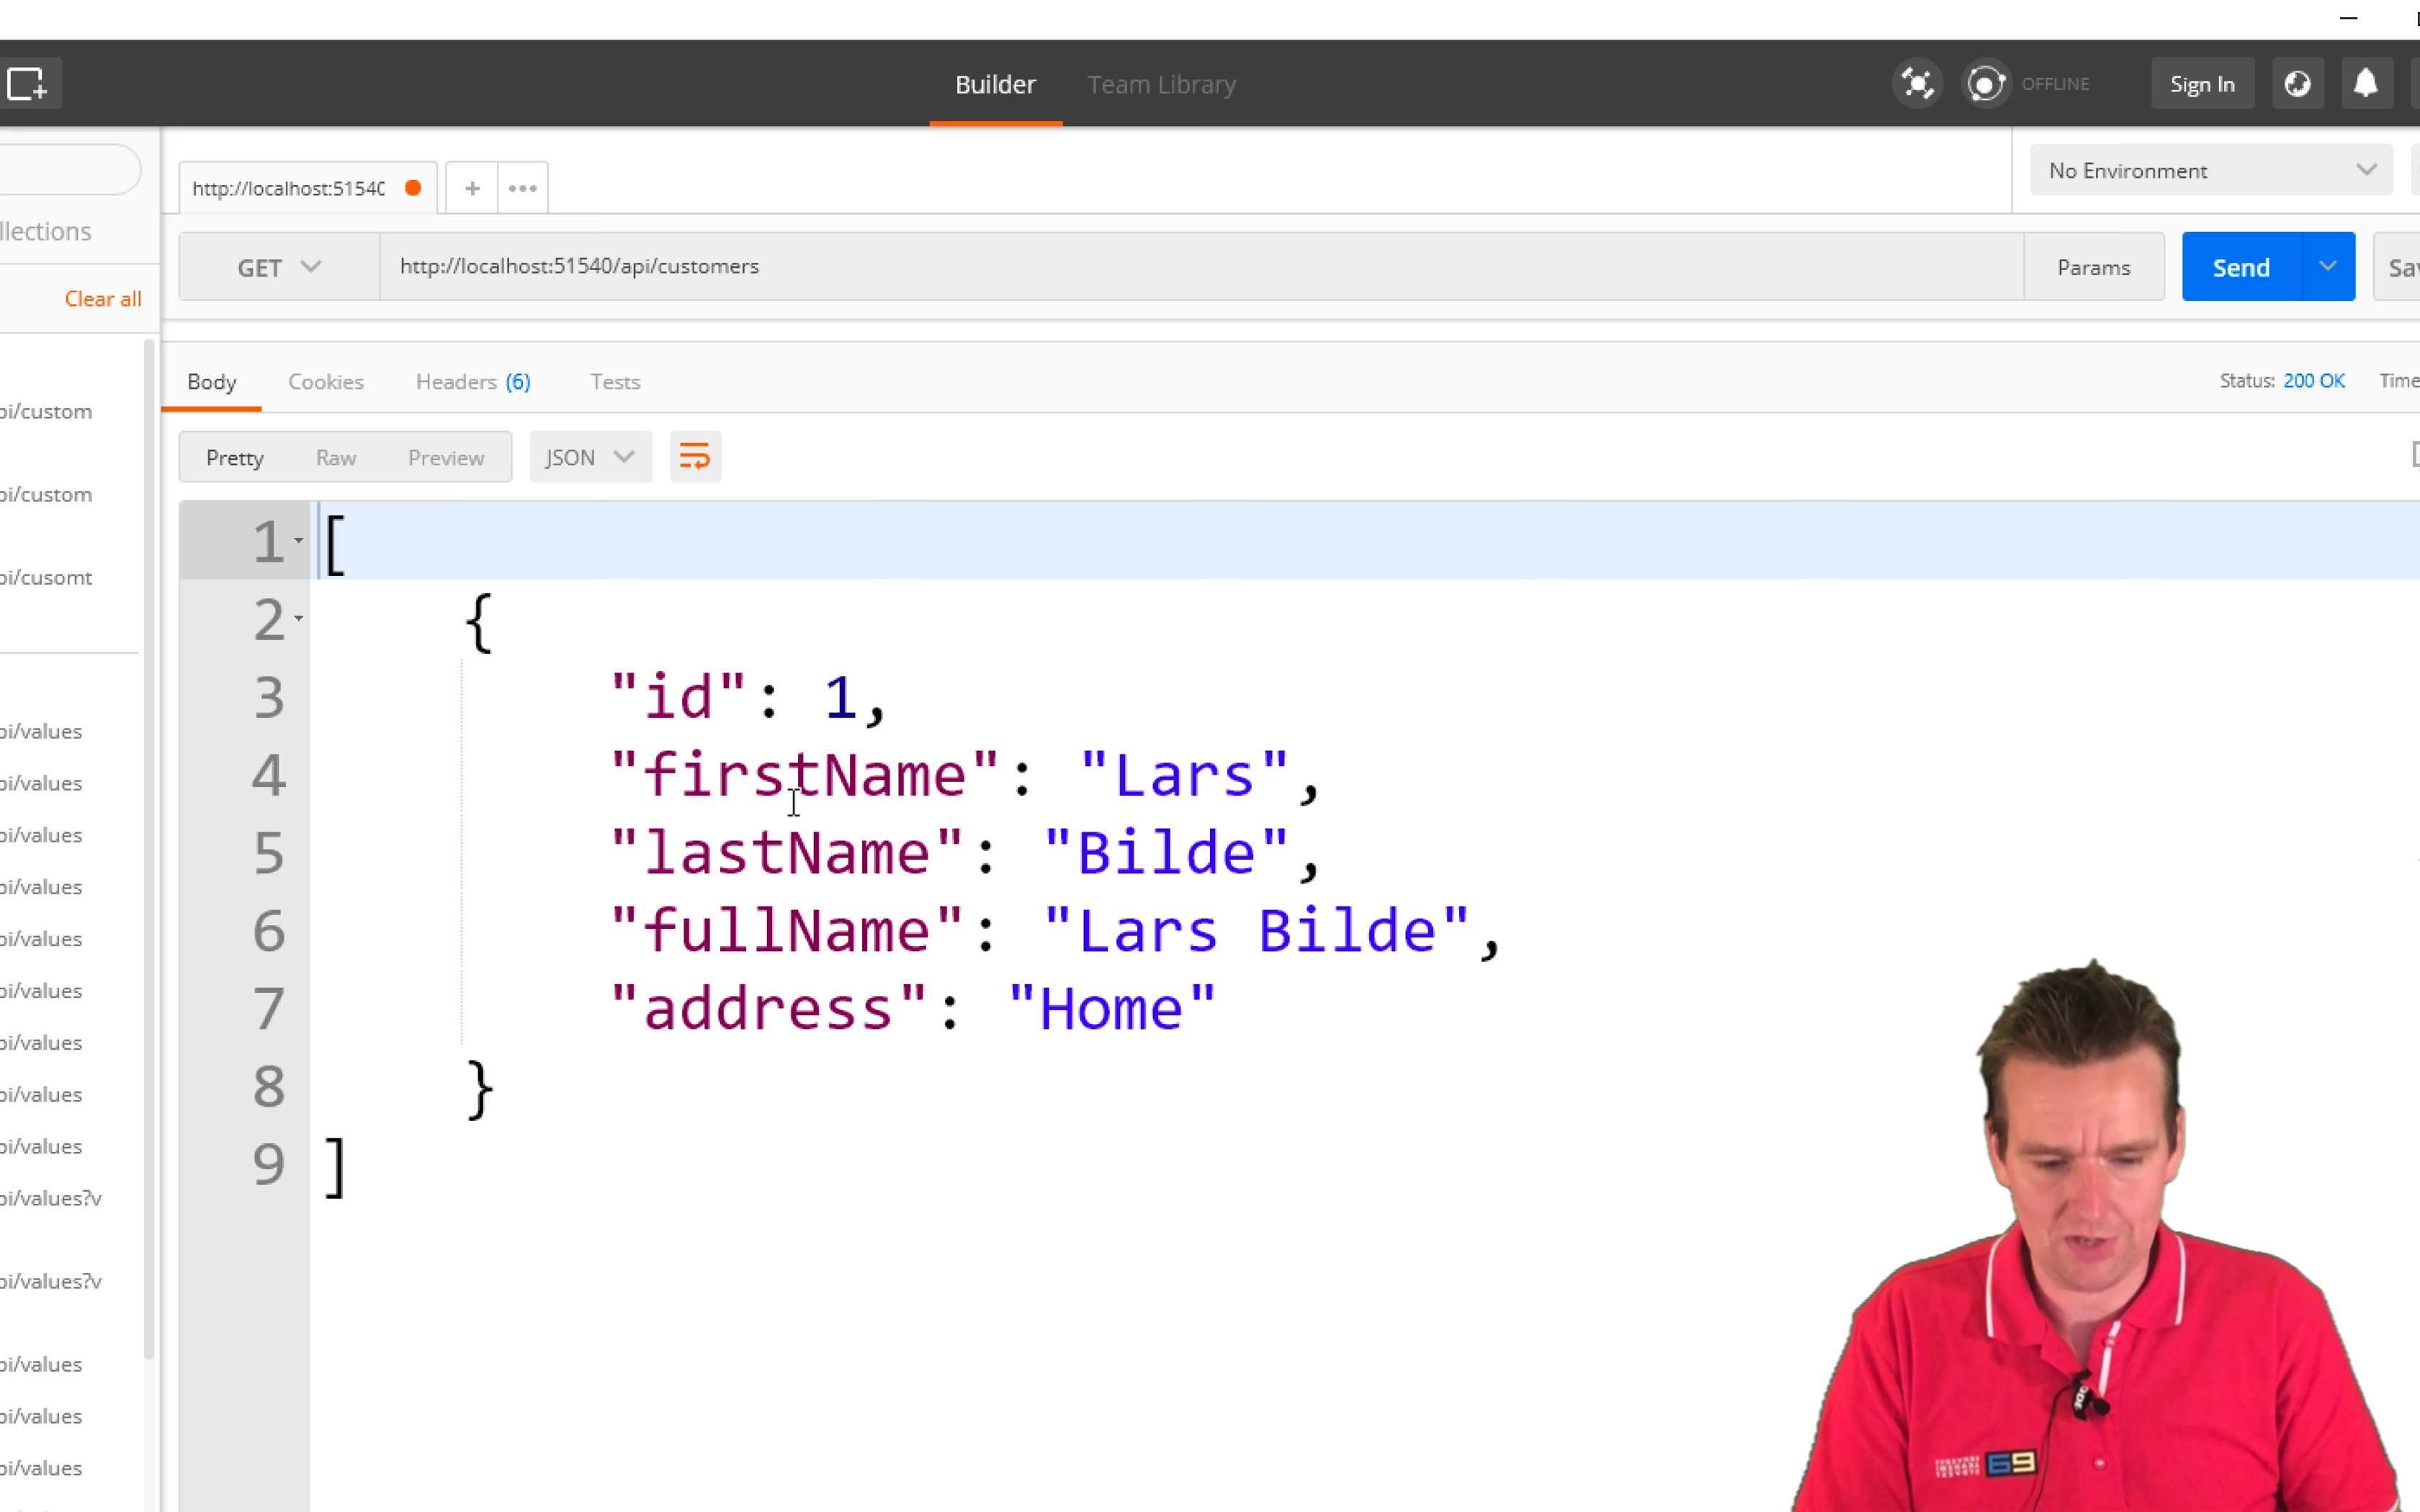 Builder Team Library OFFLINE Sign In
http://localhost:5154 No Environment
llections
GET http://localhost:51540/api/customers Params Send Sav
Clear all
Body Cookies Headers (6) Tests Status: 200 OK Time
pi/custom
Pretty Raw Preview JSON
pi/custom
1 [
pi/cusomt
2 {
3 "id": 1,
pi/values
4 "firstName": "Lars",
pi/values
pi/values
5 "lastName": "Bilde",
pi/values
6 "fullName": "Lars Bilde",
pi/values
pi/values
7 "address": "Home"
pi/values
8 }
pi/values
pi/values
9 ]
pi/values?v
pi/values?v
pi/values
pi/values
pi/values
69